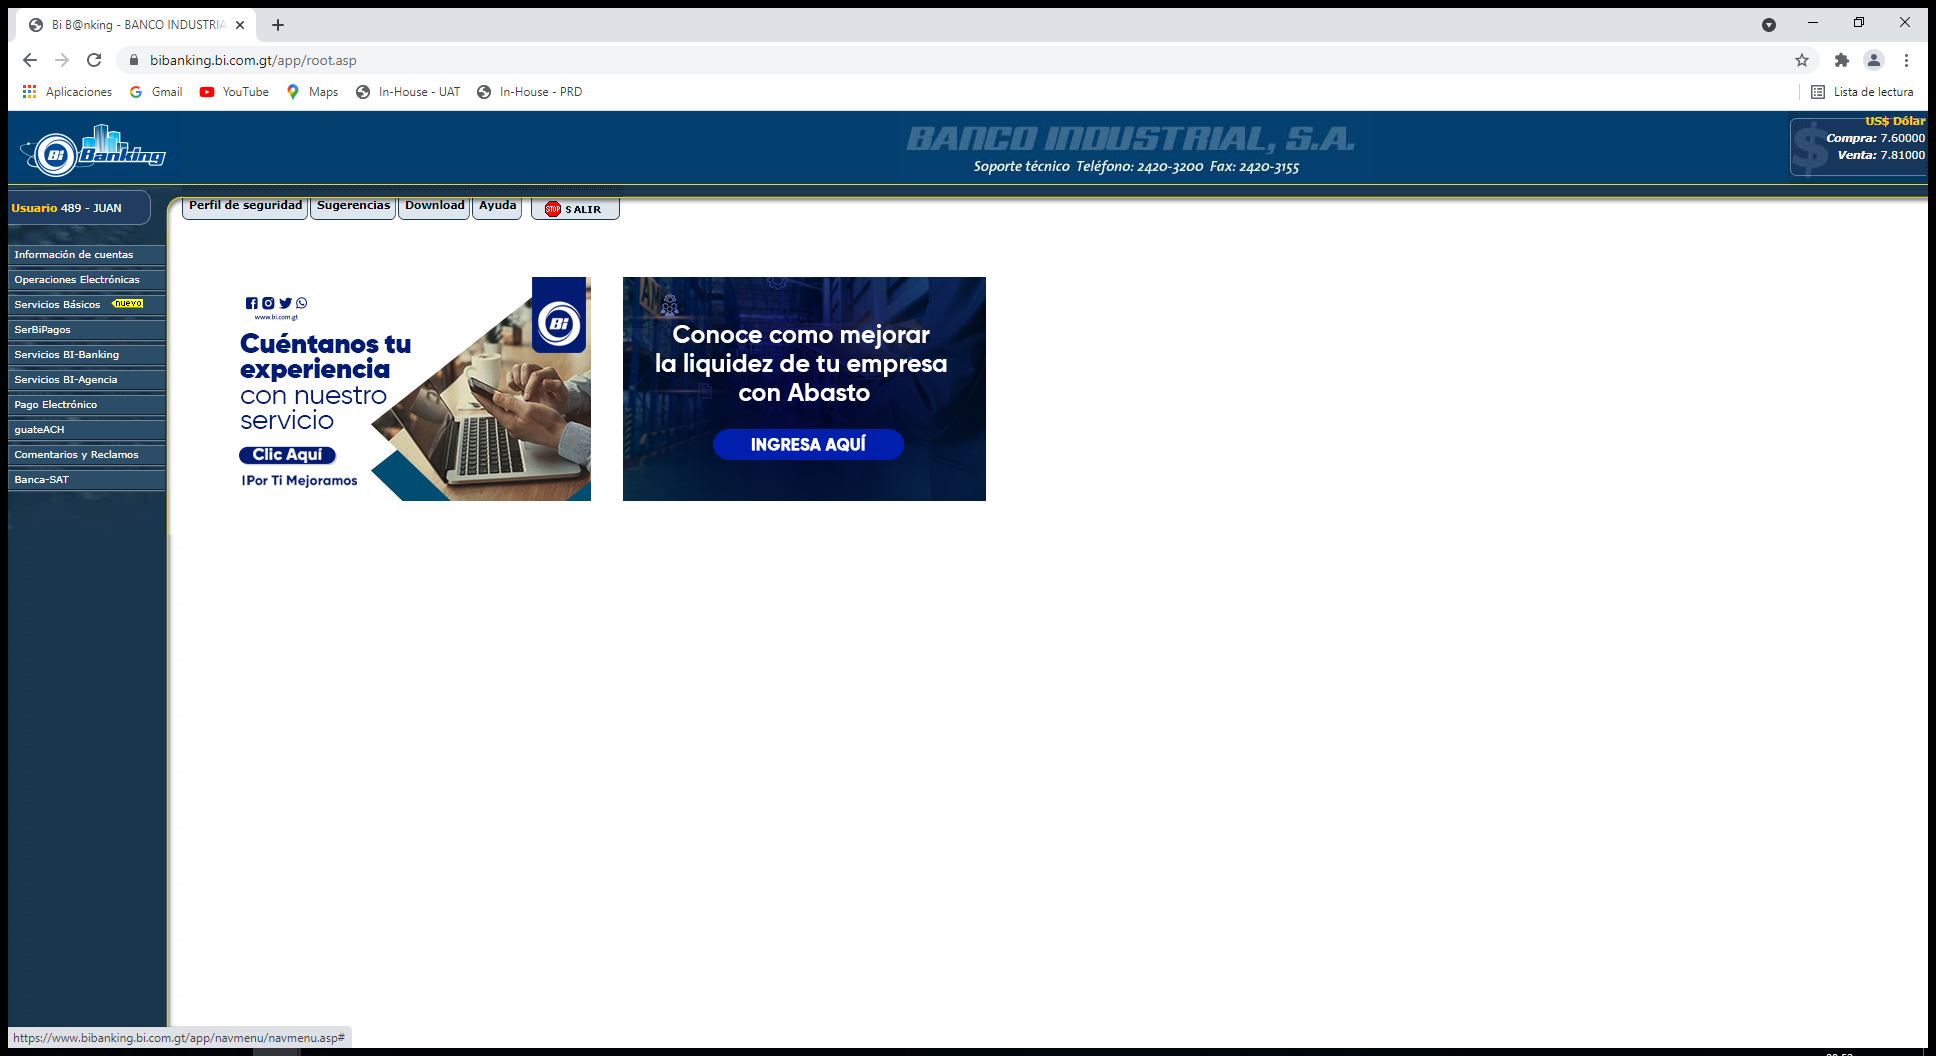 Bi B@nking - BANCO INDUSTRIA
bibanking.bi.com.gt/app/root.asp
Aplicaciones
Gmail
YouTube
Maps
In-House - UAT
In-House - PRD
Lista de lectura
Bi Banking
BANCO INDUSTRIAL, S.A.
Soporte técnico Teléfono: 2420-3200 Fax: 2420-3155
US$ Dólar
Compra: 7.60000
Venta: 7.81000
Usuario 489 - JUAN
Perfil de seguridad
Sugerencias
Download
Ayuda
STOP SALIR
Información de cuentas
Operaciones Electrónicas
Servicios Básicos nuevo
SerBiPagos
Servicios BI-Banking
Servicios BI-Agencia
Pago Electrónico
guateACH
Comentarios y Reclamos
Banca-SAT
www.bi.com.gt
Bi
Cuéntanos tu
experiencia
con nuestro
servicio
Clic Aquí
¡Por Ti Mejoramos
Conoce como mejorar
la liquidez de tu empresa
con Abasto
INGRESA AQUÍ
https://www.bibanking.bi.com.gt/app/navmenu/navmenu.asp#